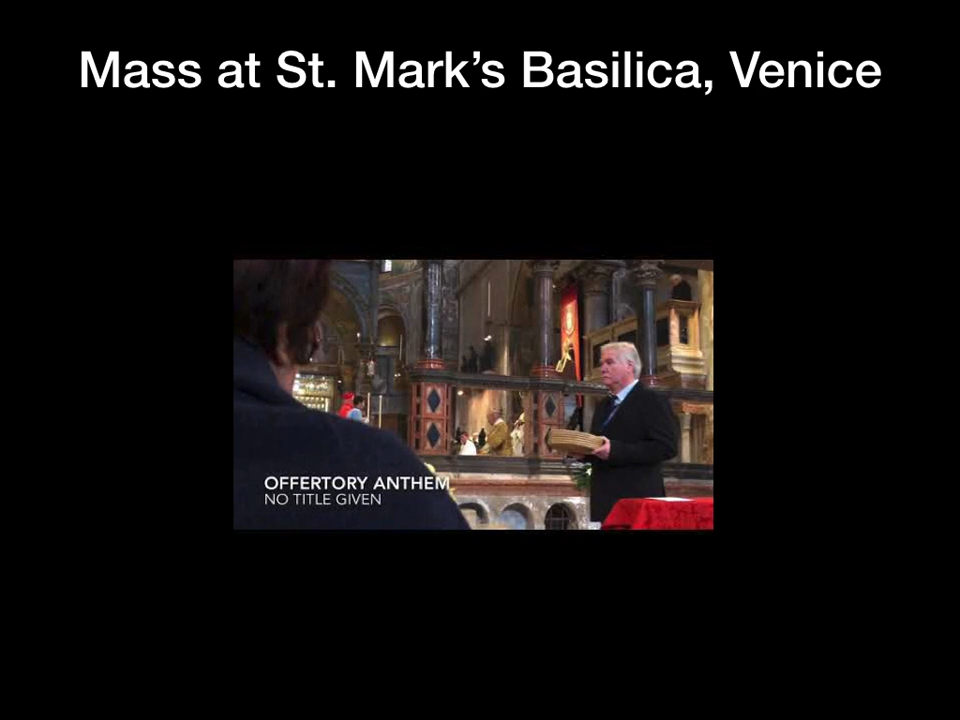 Mass at St. Mark’s Basilica, Venice
OFFERTORY ANTHEM
NO TITLE GIVEN